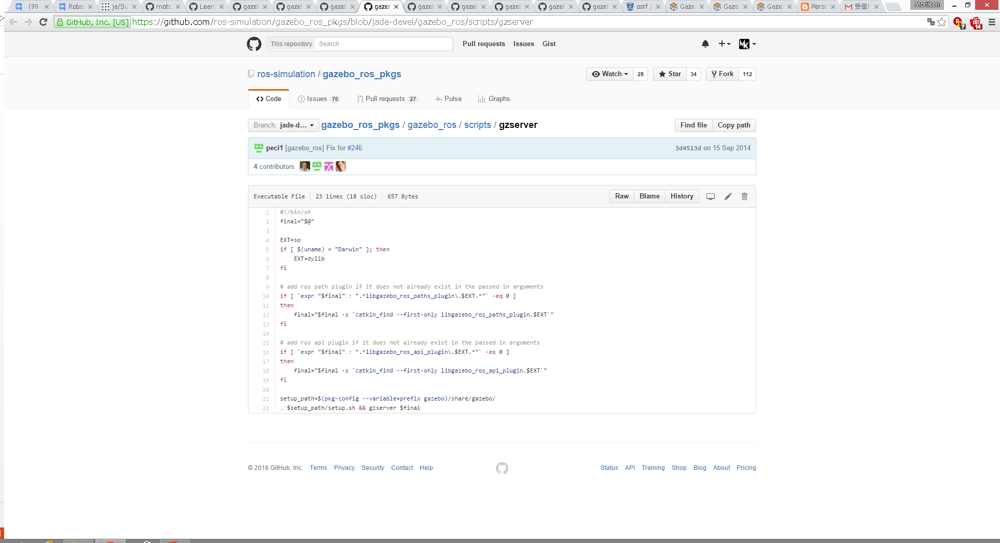 (99- Robo ja/Su motc Learr gazel gazel gazel gazel gazel gazel gazel gazel gazel osrf / Gaze Gaze Gazel Pers 受信 MoriKen
GitHub, Inc. [US] https://github.com/ros-simulation/gazebo_ros_pkgs/blob/jade-devel/gazebo_ros/scripts/gzserver 7 14
This repository Search Pull requests Issues Gist
ros-simulation / gazebo_ros_pkgs Watch 28 Star 34 Fork 112
Code Issues 76 Pull requests 27 Pulse Graphs
Branch: jade-d... gazebo_ros_pkgs / gazebo_ros / scripts / gzserver Find file Copy path
peci1 [gazebo_ros] Fix for #246 3d4513d on 15 Sep 2014
4 contributors
Executable File 23 lines (18 sloc) 657 Bytes Raw Blame History
1 #!/bin/sh
2 final="$@"
3
4 EXT=so
5 if [ $(uname) = "Darwin" ]; then
6 EXT=dylib
7 fi
8
9 # add ros path plugin if it does not already exist in the passed in arguments
10 if [ `expr "$final" : ".*libgazebo_ros_paths_plugin\.$EXT.*"` -eq 0 ]
11 then
12 final="$final -s `catkin_find --first-only libgazebo_ros_paths_plugin.$EXT`"
13 fi
14
15 # add ros api plugin if it does not already exist in the passed in arguments
16 if [ `expr "$final" : ".*libgazebo_ros_api_plugin\.$EXT.*"` -eq 0 ]
17 then
18 final="$final -s `catkin_find --first-only libgazebo_ros_api_plugin.$EXT`"
19 fi
20
21 setup_path=$(pkg-config --variable=prefix gazebo)/share/gazebo/
22 . $setup_path/setup.sh && gzserver $final
© 2016 GitHub, Inc. Terms Privacy Security Contact Help Status API Training Shop Blog About Pricing